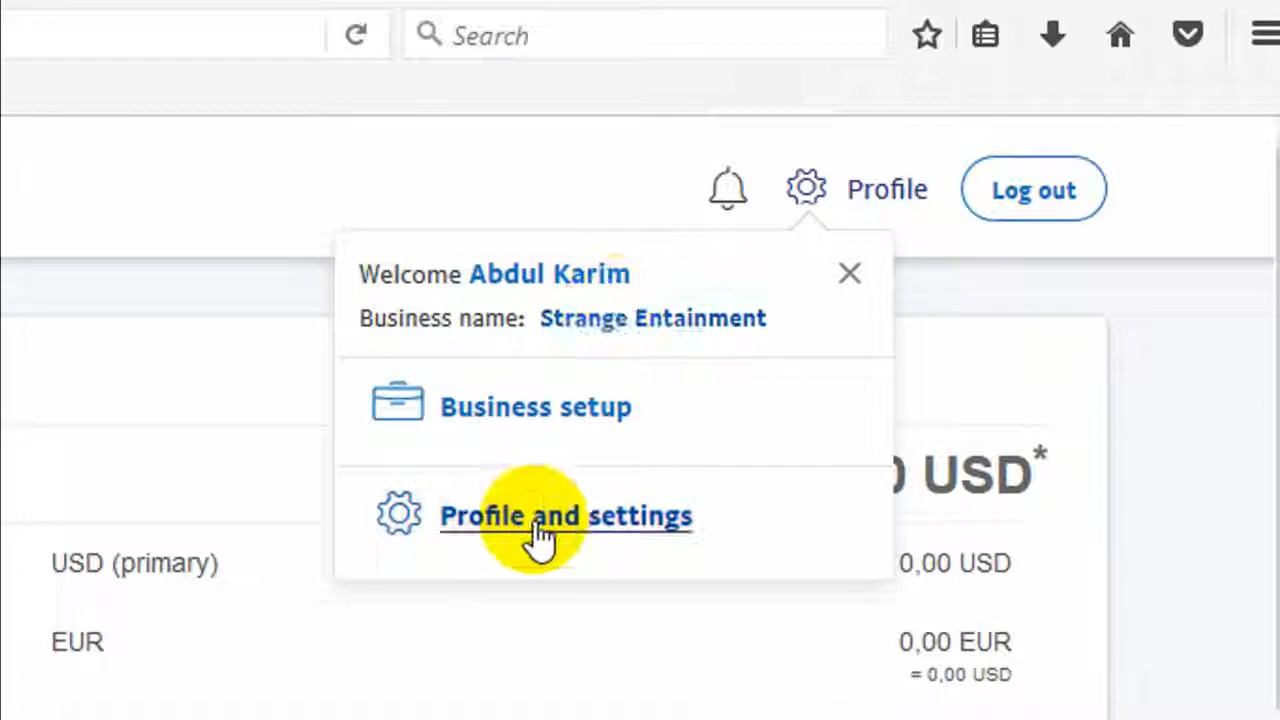 Search
Profile
Log out
Welcome Abdul Karim
Business name: Strange Entainment
Business setup
USD*
Profile and settings
USD (primary) 0,00 USD
EUR 0,00 EUR
= 0,00 USD